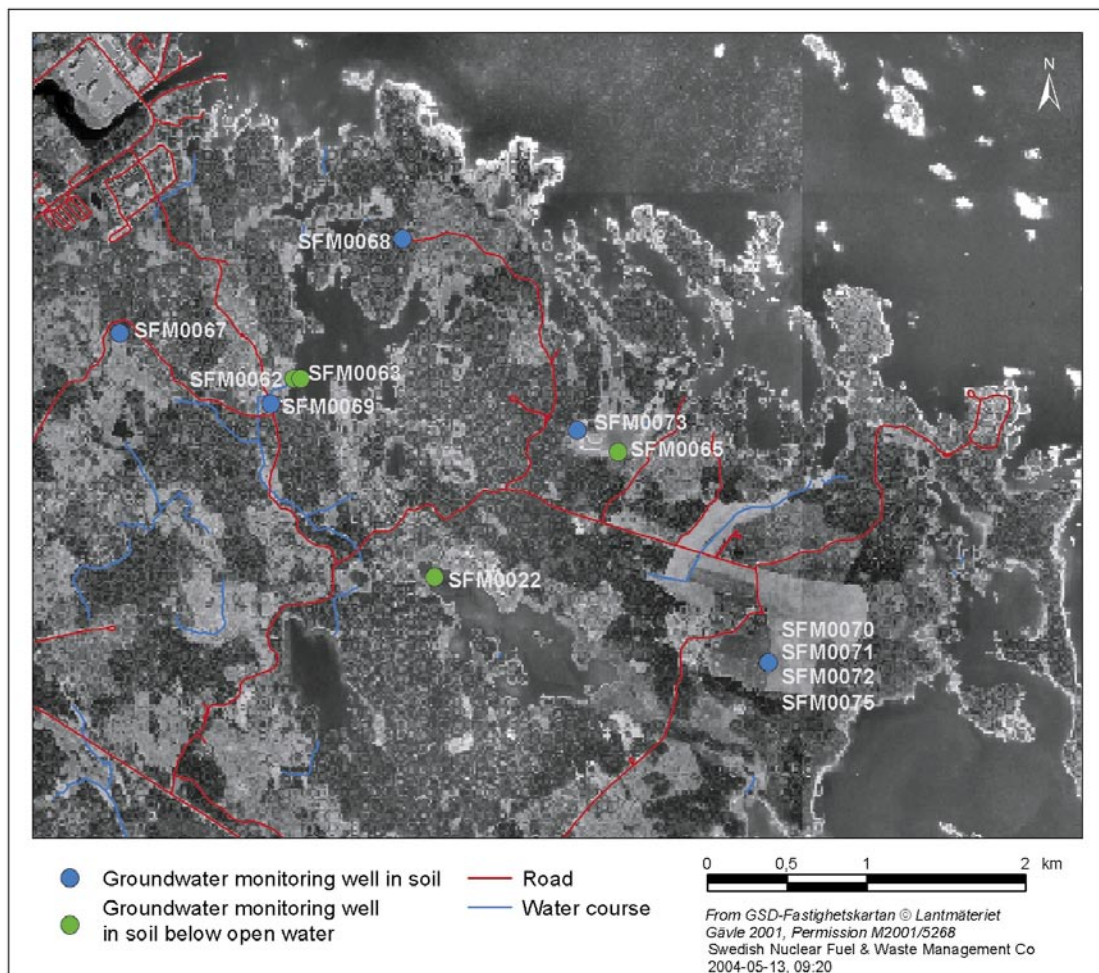 N
SFM0068
SFM0067
SFM0062
SFM0063
SFM0069
SFM0073
SFM0065
SFM0022
SFM0070
SFM0071
SFM0072
SFM0075
Groundwater monitoring well in soil
Groundwater monitoring well
in soil below open water
Road
Water course
0 0,5 1 2 km
From GSD-Fastighetskartan © Lantmäteriet
Gävle 2001, Permission M2001/5268
Swedish Nuclear Fuel & Waste Management Co
2004-05-13, 09:20